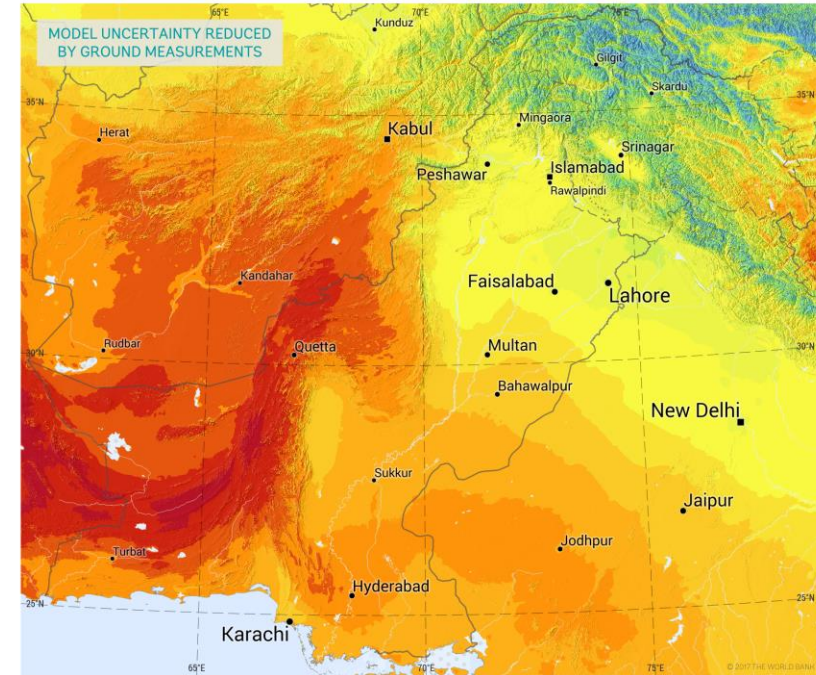 MODEL UNCERTAINTY REDUCED
BY GROUND MEASUREMENTS
65°E
70°E
75°E
Kunduz
Gilgit
Skardu
35°N
35°N
Herat
Kabul
Mingaora
Srinagar
Peshawar
Islamabad
Rawalpindi
Kandahar
Faisalabad
Lahore
Rudbar
Quetta
Multan
30°N
30°N
Bahawalpur
New Delhi
Sukkur
Jaipur
Turbat
Jodhpur
Hyderabad
25°N
25°N
Karachi
65°E
70°E
75°E
© 2017 THE WORLD BANK